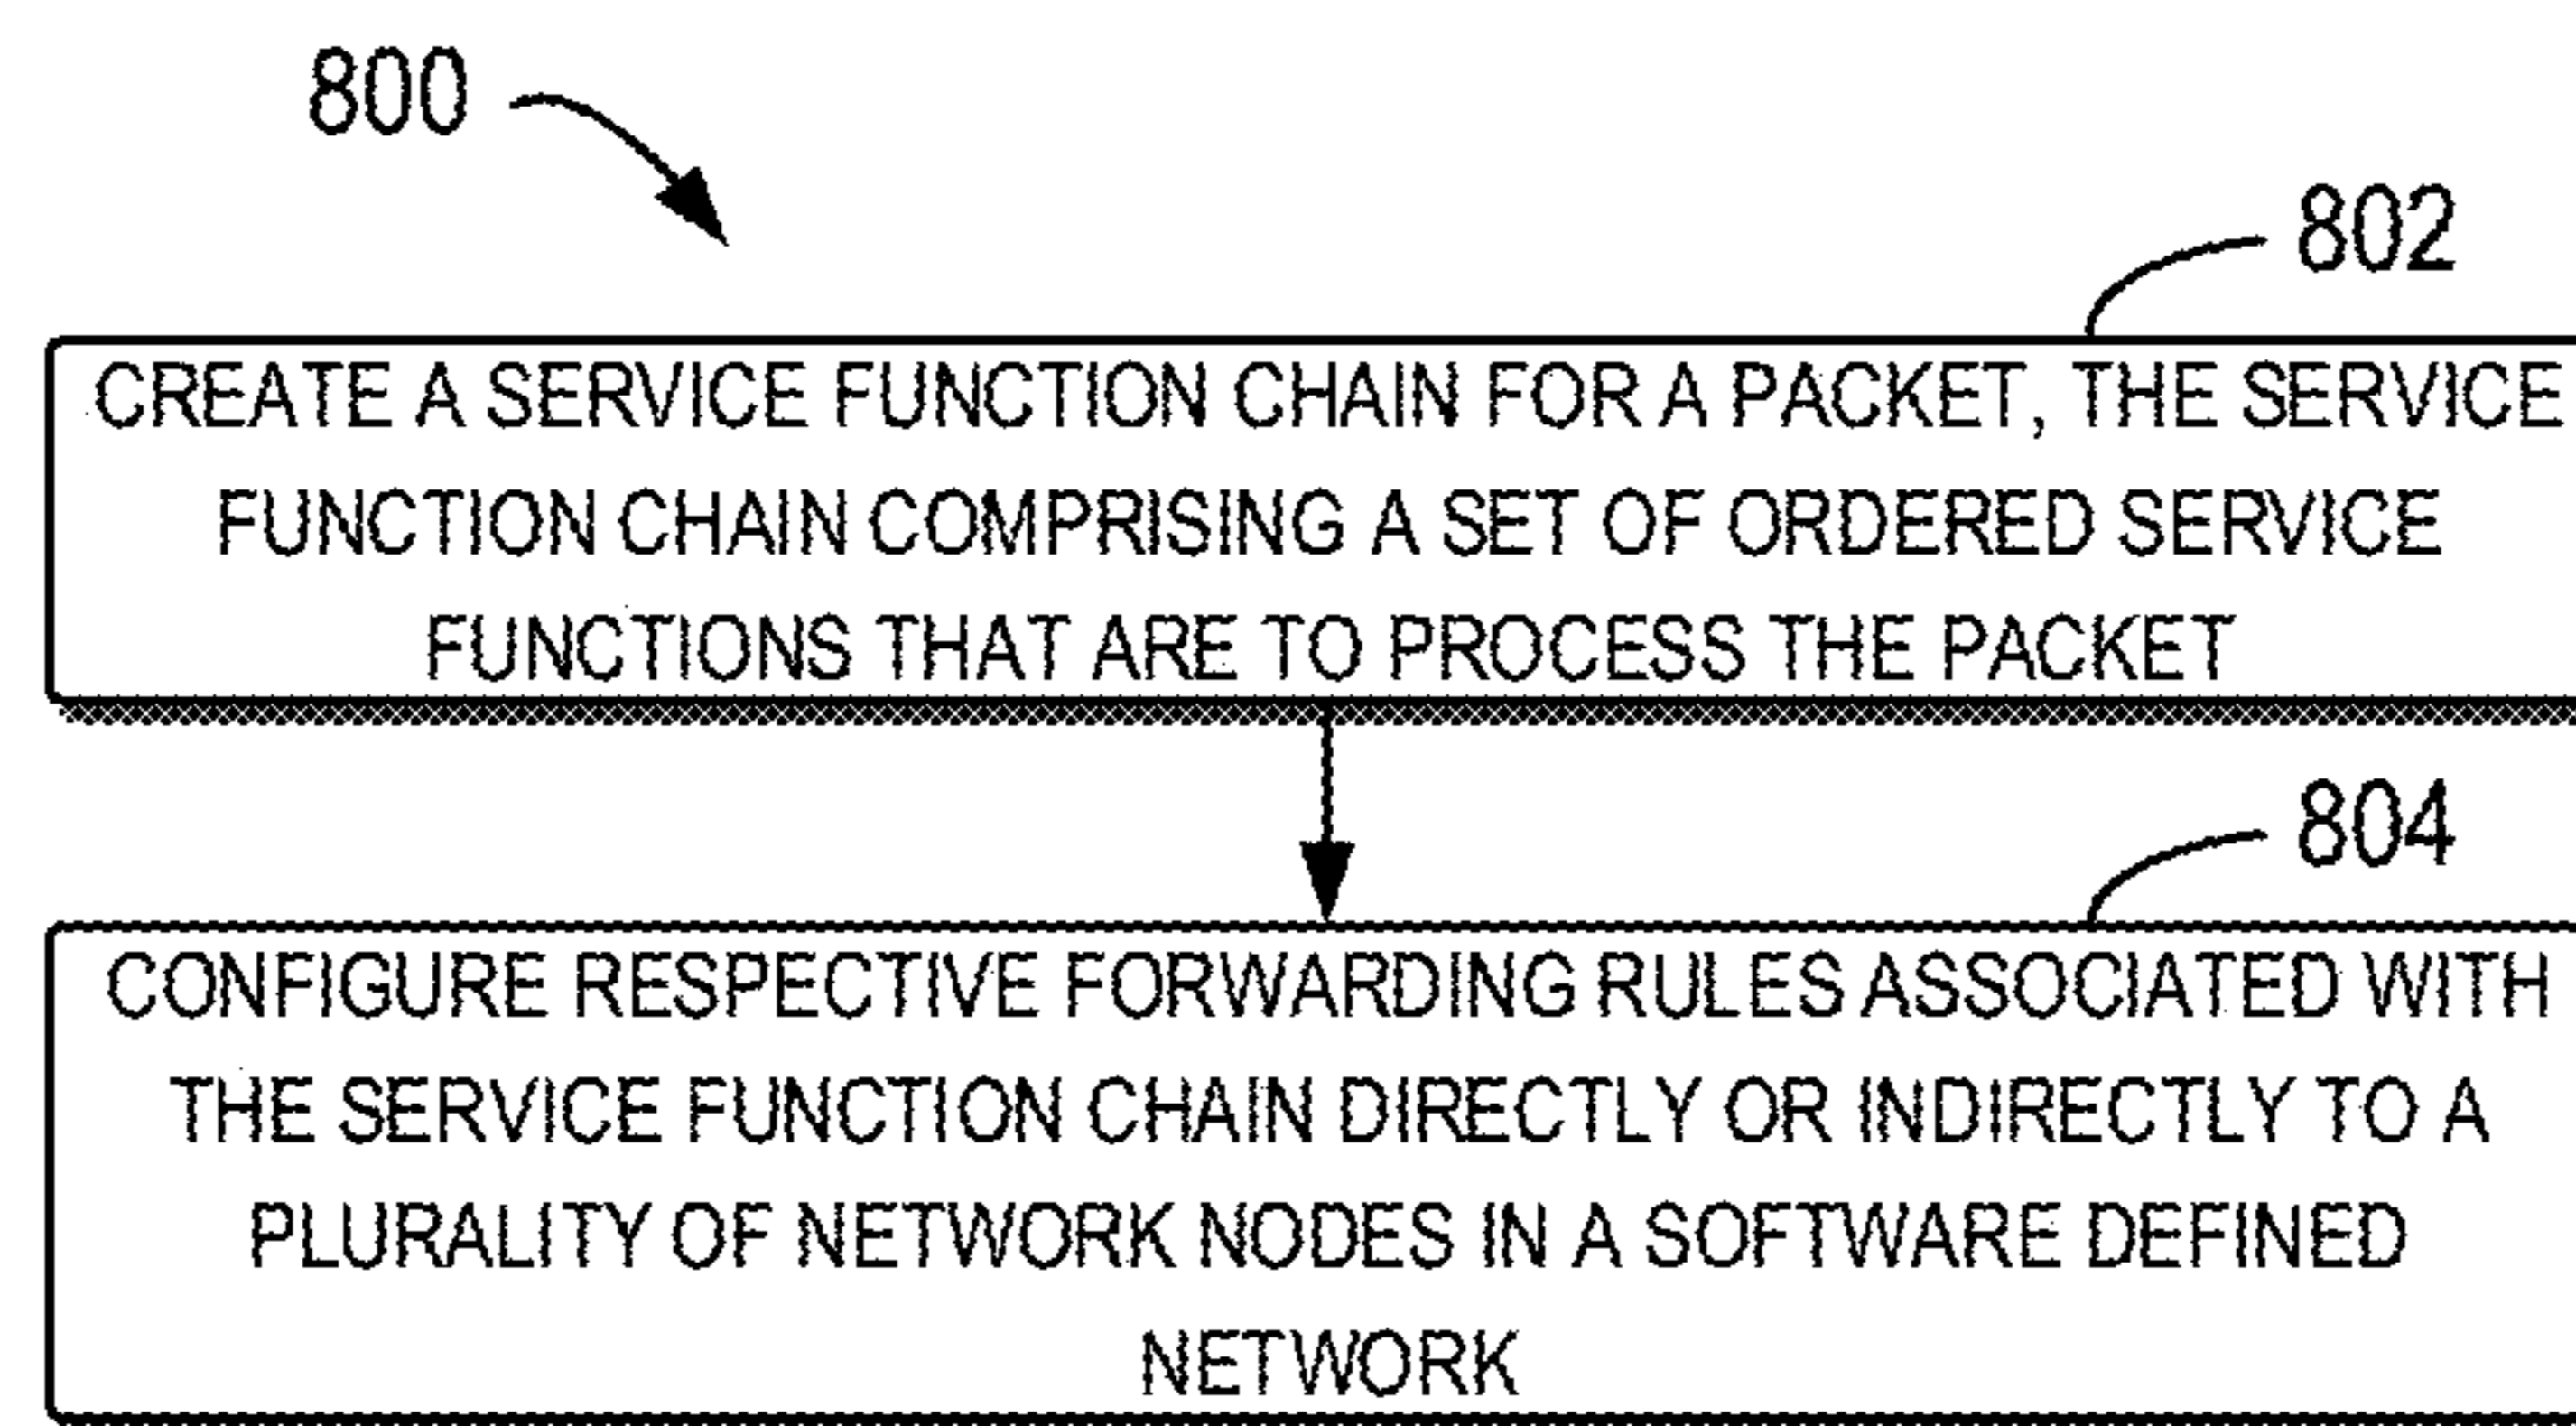 800
802
CREATE A SERVICE FUNCTION CHAIN FOR A PACKET, THE SERVICE
FUNCTION CHAIN COMPRISING A SET OF ORDERED SERVICE
FUNCTIONS THAT ARE TO PROCESS THE PACKET
804
CONFIGURE RESPECTIVE FORWARDING RULES ASSOCIATED WITH
THE SERVICE FUNCTION CHAIN DIRECTLY OR INDIRECTLY TO A
PLURALITY OF NETWORK NODES IN A SOFTWARE DEFINED
NETWORK